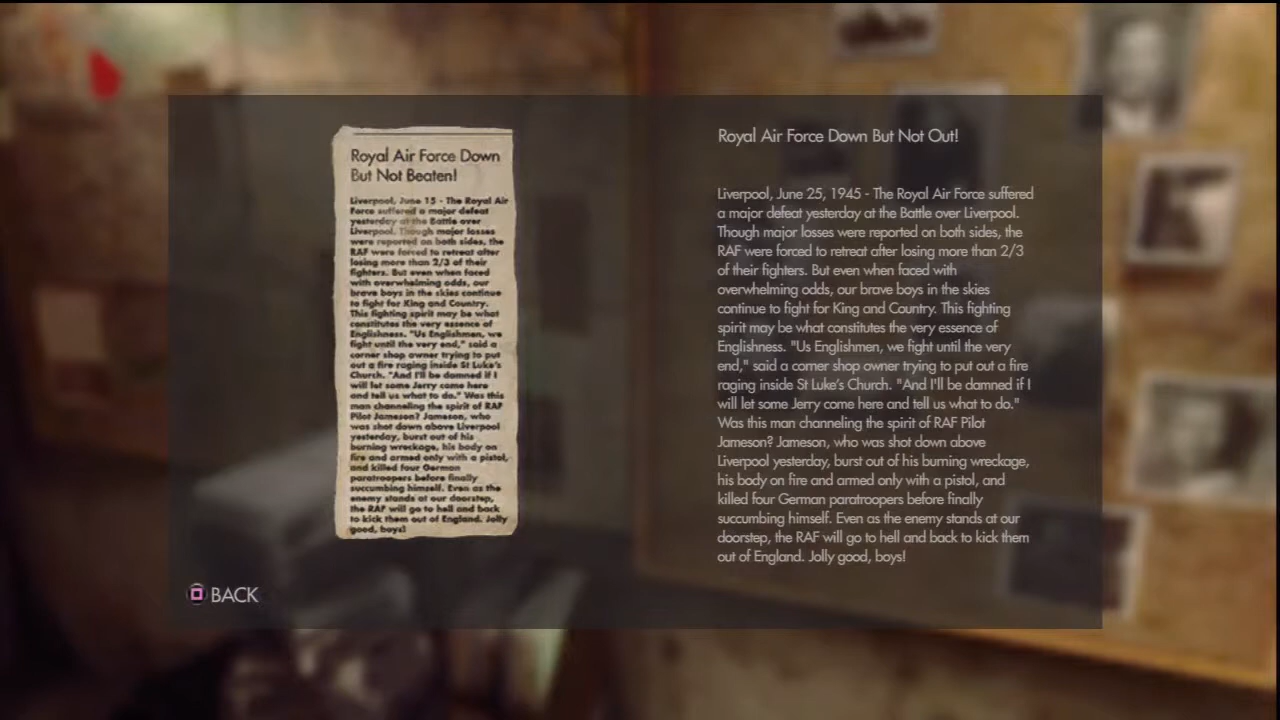 Royal Air Force Down
But Not Beaten!
Liverpool, June 15 - The Royal Air
Force suffered a major defeat
yesterday at the Battle over
Liverpool. Though major losses
were reported on both sides, the
RAF were forced to retreat after
losing more than 2/3 of their
fighters. But even when faced
with overwhelming odds, our
brave boys in the skies continue
to fight for King and Country.
This fighting spirit may be what
constitutes the very essence of
Englishness. "Us Englishmen, we
fight until the very end," said a
corner shop owner trying to put
out a fire raging inside St Luke's
Church. "And I'll be damned if I
will let some Jerry come here
and tell us what to do." Was this
man channeling the spirit of RAF
Pilot Jameson? Jameson, who
was shot down above Liverpool
yesterday, burst out of his
burning wreckage, his body on
fire and armed only with a pistol,
and killed four German
paratroopers before finally
succumbing himself. Even as the
enemy stands at our doorstep,
the RAF will go to hell and back
to kick them out of England. Jolly
good, boys!
Royal Air Force Down But Not Out!
Liverpool, June 25, 1945 - The Royal Air Force suffered
a major defeat yesterday at the Battle over Liverpool.
Though major losses were reported on both sides, the
RAF were forced to retreat after losing more than 2/3
of their fighters. But even when faced with
overwhelming odds, our brave boys in the skies
continue to fight for King and Country. This fighting
spirit may be what constitutes the very essence of
Englishness. "Us Englishmen, we fight until the very
end," said a corner shop owner trying to put out a fire
raging inside St Luke's Church. "And I'll be damned if I
will let some Jerry come here and tell us what to do."
Was this man channeling the spirit of RAF Pilot
Jameson? Jameson, who was shot down above
Liverpool yesterday, burst out of his burning wreckage,
his body on fire and armed only with a pistol, and
killed four German paratroopers before finally
succumbing himself. Even as the enemy stands at our
doorstep, the RAF will go to hell and back to kick them
out of England. Jolly good, boys!
BACK